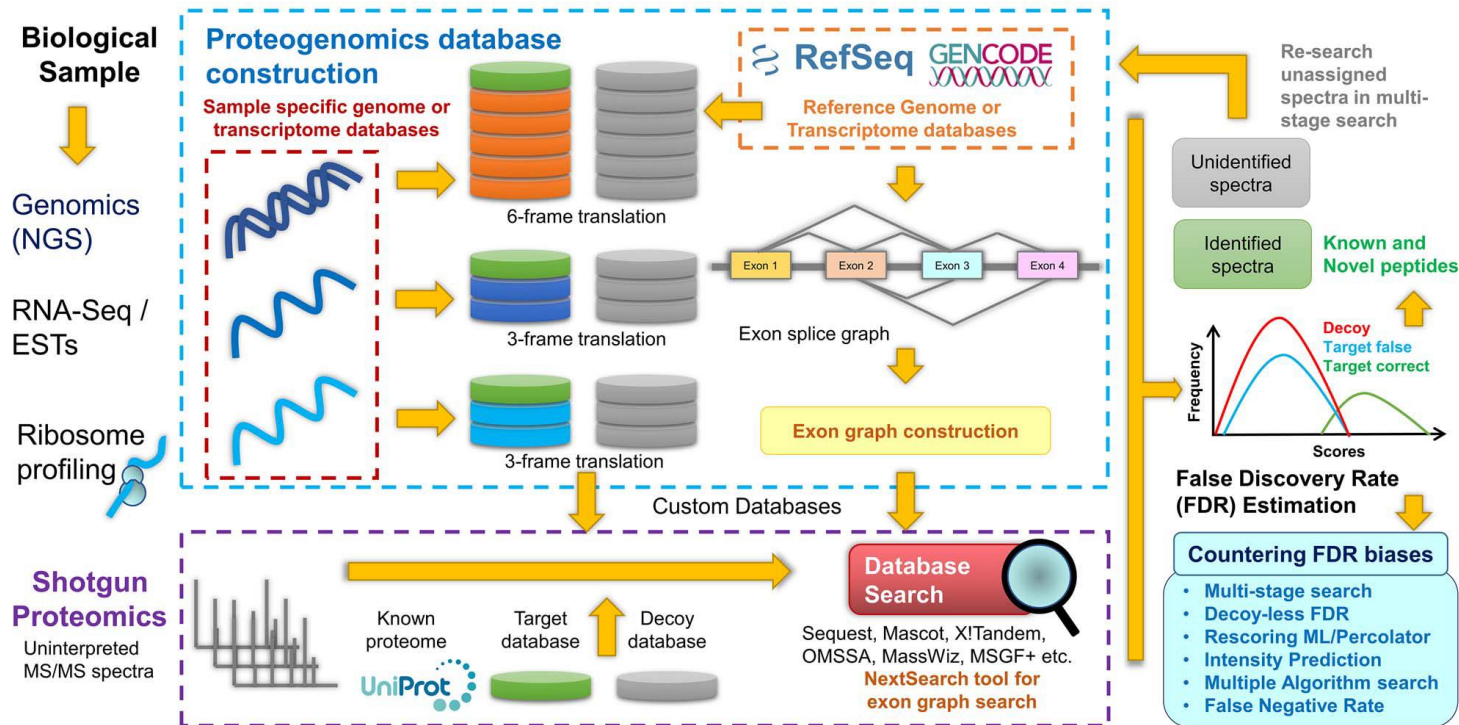 Biological
Sample
Genomics
(NGS)
RNA-Seq /
ESTs
Ribosome
profiling
Proteogenomics database
construction
Sample specific genome or
transcriptome databases
6-frame translation
3-frame translation
3-frame translation
RefSeq
GENCODE
Reference Genome or
Transcriptome databases
Exon 1
Exon 2
Exon 3
Exon 4
Exon splice graph
Exon graph construction
Custom Databases
Shotgun
Proteomics
Uninterpreted
MS/MS spectra
Known
proteome
UniProt
Target
database
Decoy
database
Database
Search
Sequest, Mascot, X!Tandem,
OMSSA, MassWiz, MSGF+ etc.
NextSearch tool for
exon graph search
Re-search
unassigned
spectra in multi-
stage search
Unidentified
spectra
Identified
spectra
Known and
Novel peptides
Decoy
Target false
Target correct
Frequency
Scores
False Discovery Rate
(FDR) Estimation
Countering FDR biases
• Multi-stage search
• Decoy-less FDR
• Rescoring ML/Percolator
• Intensity Prediction
• Multiple Algorithm search
• False Negative Rate